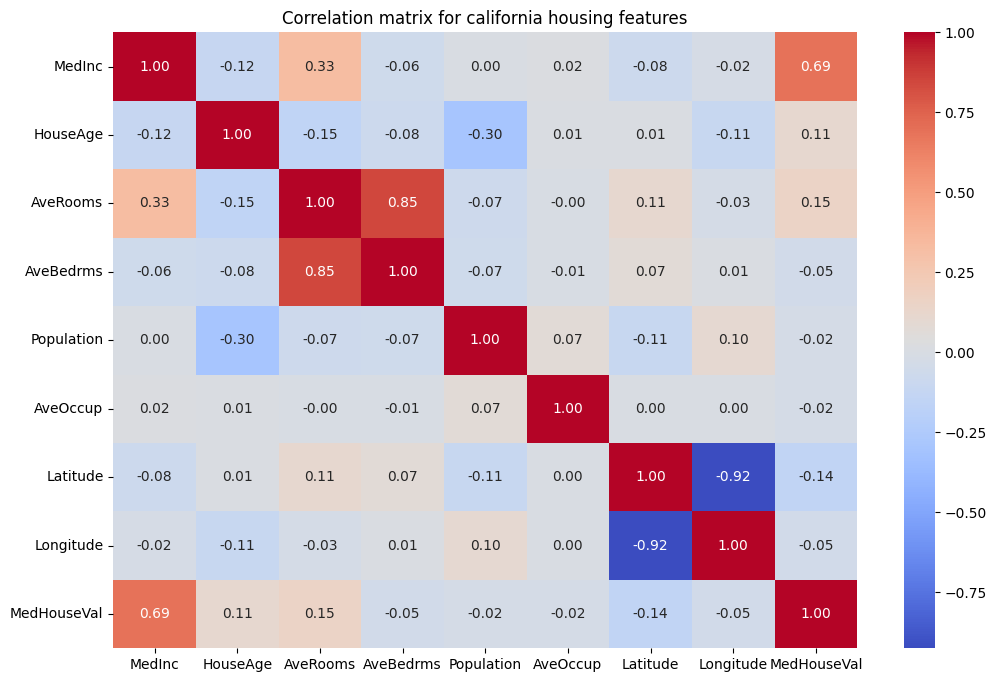 Correlation matrix for california housing features
MedInc 1.00 -0.12 0.33 -0.06 0.00 0.02 -0.08 -0.02 0.69
HouseAge -0.12 1.00 -0.15 -0.08 -0.30 0.01 0.01 -0.11 0.11
AveRooms 0.33 -0.15 1.00 0.85 -0.07 -0.00 0.11 -0.03 0.15
AveBedrms -0.06 -0.08 0.85 1.00 -0.07 -0.01 0.07 0.01 -0.05
Population 0.00 -0.30 -0.07 -0.07 1.00 0.07 -0.11 0.10 -0.02
AveOccup 0.02 0.01 -0.00 -0.01 0.07 1.00 0.00 0.00 -0.02
Latitude -0.08 0.01 0.11 0.07 -0.11 0.00 1.00 -0.92 -0.14
Longitude -0.02 -0.11 -0.03 0.01 0.10 0.00 -0.92 1.00 -0.05
MedHouseVal 0.69 0.11 0.15 -0.05 -0.02 -0.02 -0.14 -0.05 1.00
MedInc HouseAge AveRooms AveBedrms Population AveOccup Latitude Longitude MedHouseVal
1.00
0.75
0.50
0.25
0.00
−0.25
−0.50
−0.75